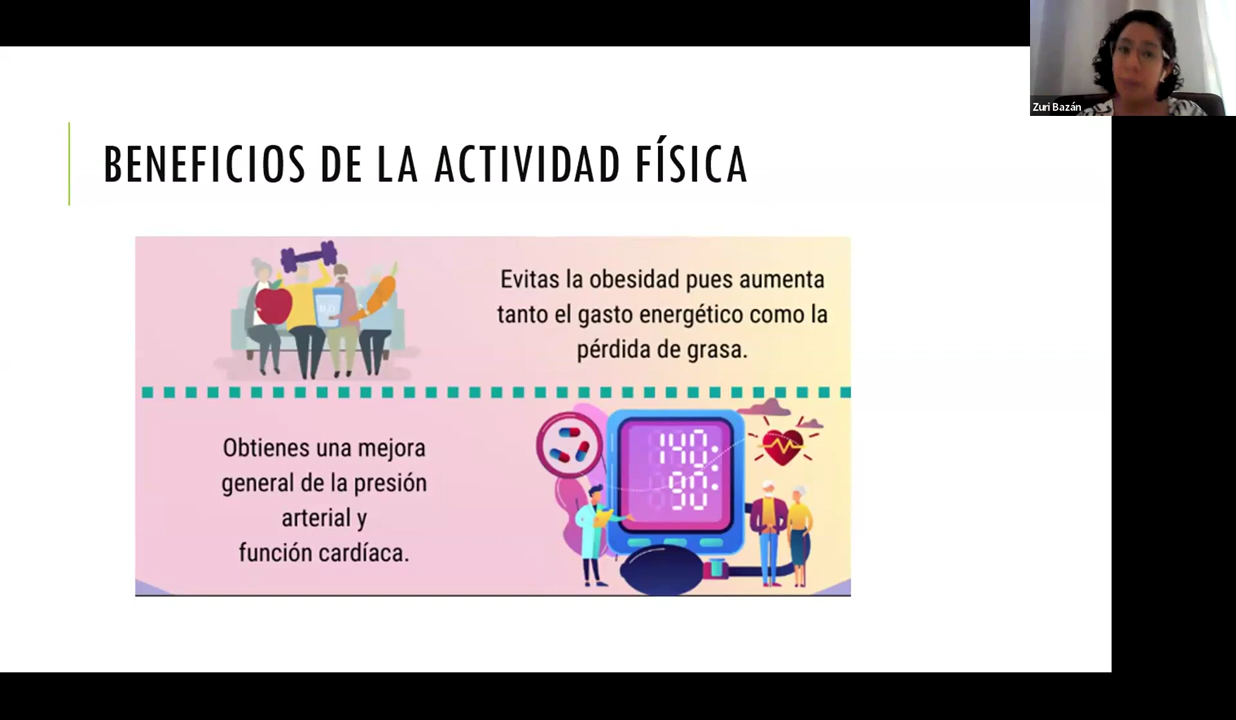 Zuri Bazán
BENEFICIOS DE LA ACTIVIDAD FÍSICA
Evitas la obesidad pues aumenta
tanto el gasto energético como la
pérdida de grasa.
Obtienes una mejora
general de la presión
arterial y
función cardíaca.
140
90